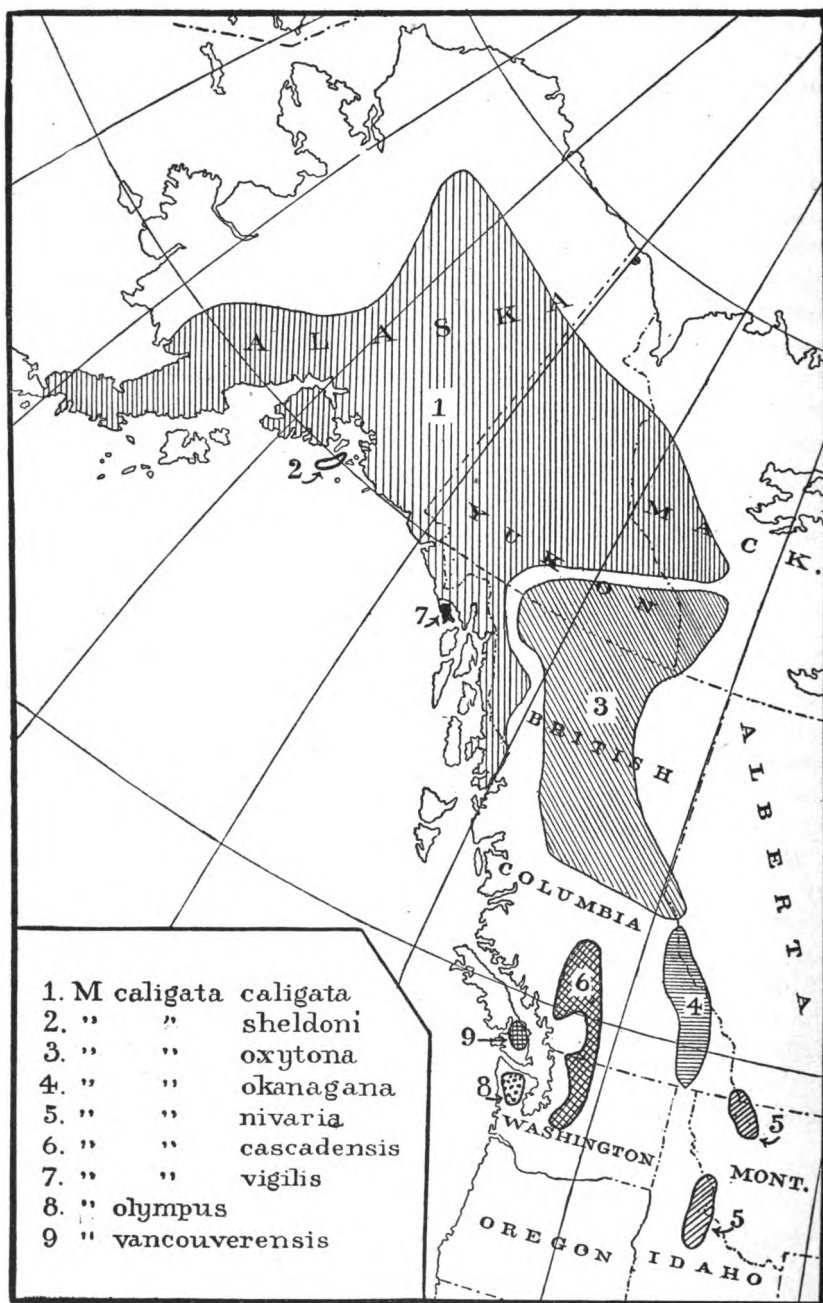 ALASKA
1
2
YUKON
MACK.
7
3
BRITISH
COLUMBIA
ALBERTA
6
4
9
8
WASHINGTON
5
MONT.
5
OREGON
IDAHO
1. M caligata caligata
2. " " sheldoni
3. " " oxytona
4. " " okanagana
5. " " nivaria
6. " " cascadensis
7. " " vigilis
8. " olympus
9 " vancouverensis